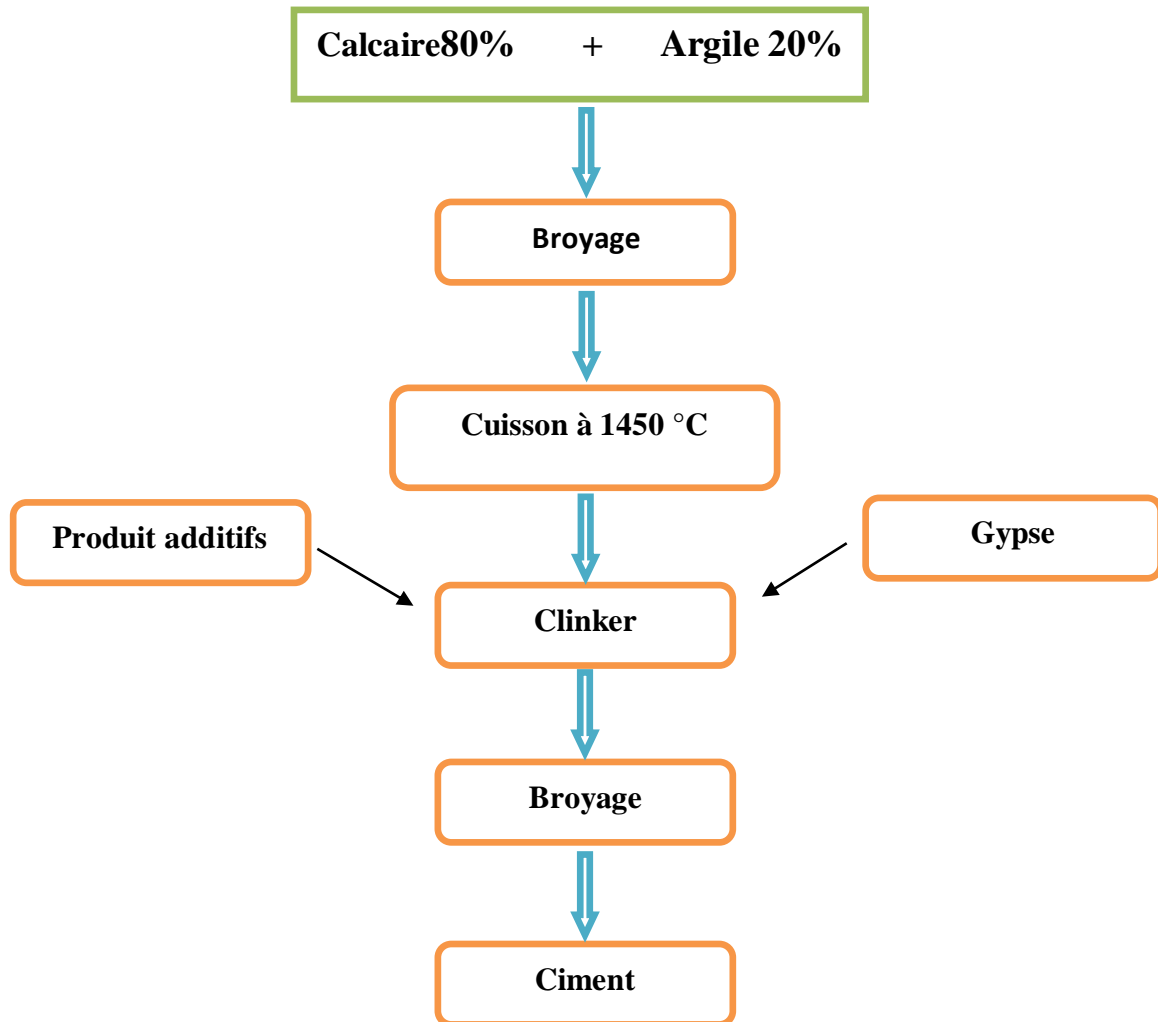 Calcaire80% + Argile 20%
Broyage
Cuisson à 1450 °C
Produit additifs
Gypse
Clinker
Broyage
Ciment